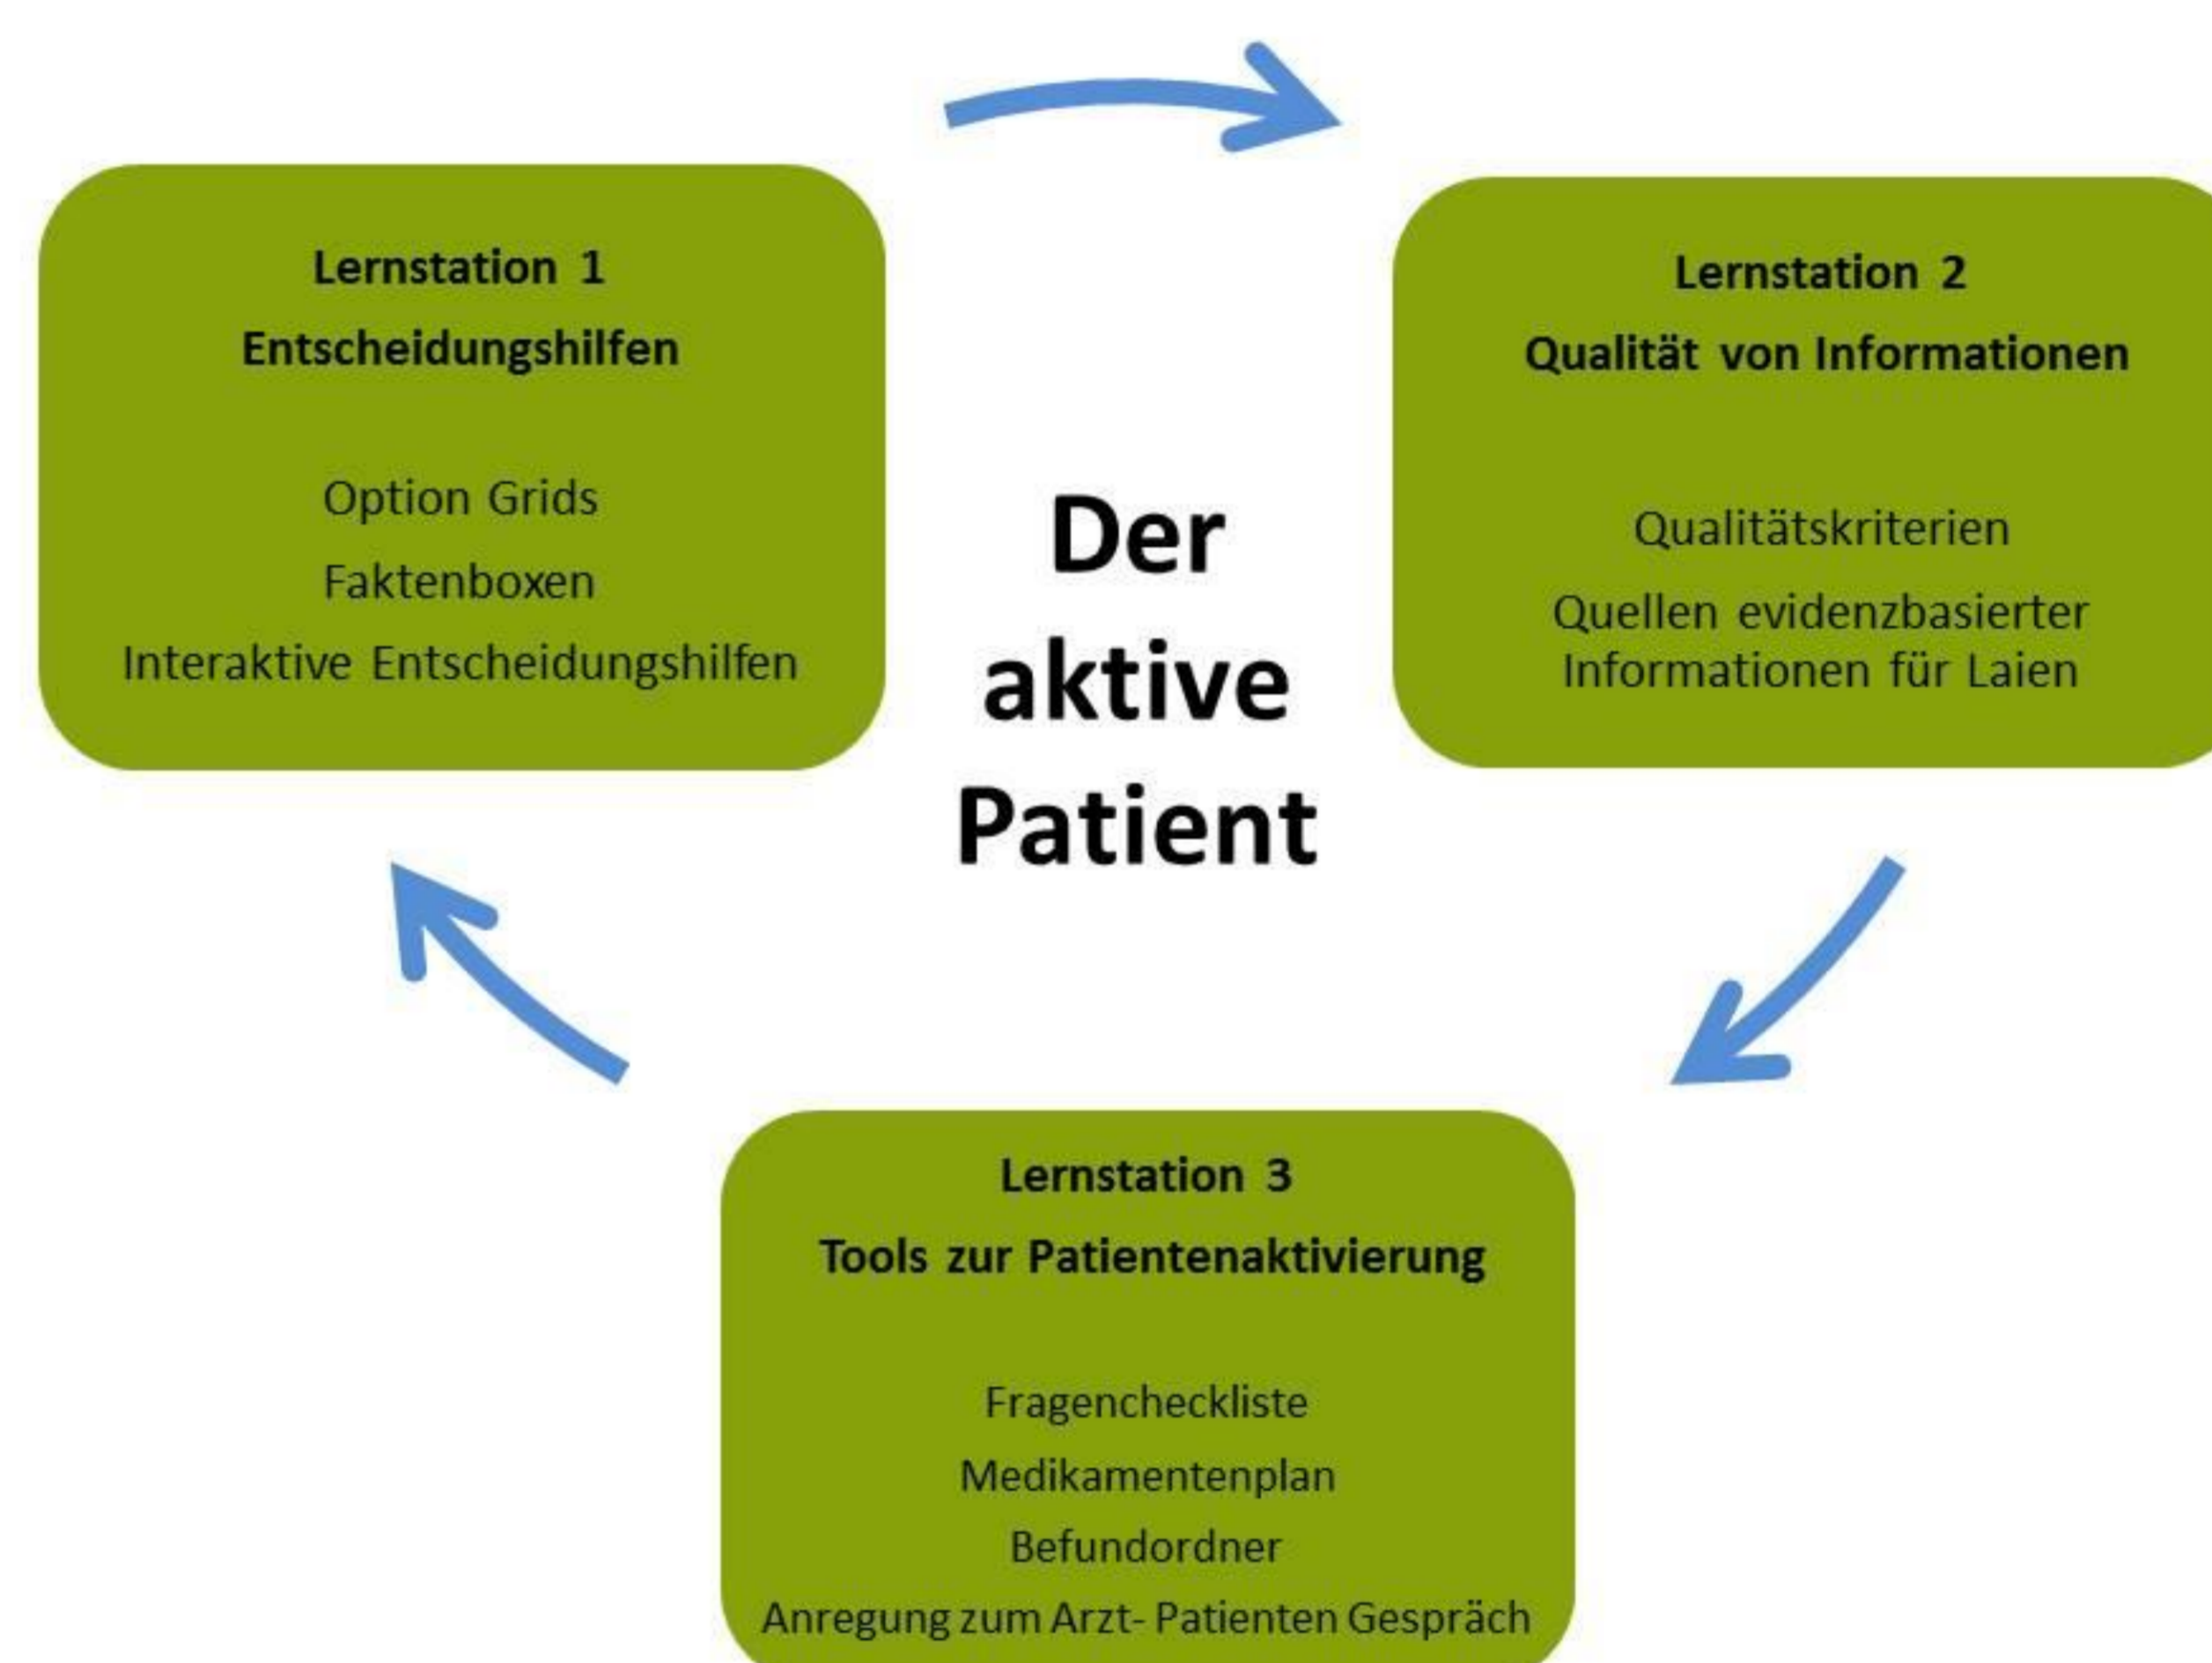 Lernstation 1
Entscheidungshilfen
Option Grids
Faktenboxen
Interaktive Entscheidungshilfen
Der
aktive
Patient
Lernstation 2
Qualität von Informationen
Qualitätskriterien
Quellen evidenzbasierter
Informationen für Laien
Lernstation 3
Tools zur Patientenaktivierung
Fragencheckliste
Medikamentenplan
Befundordner
Anregung zum Arzt- Patienten Gespräch